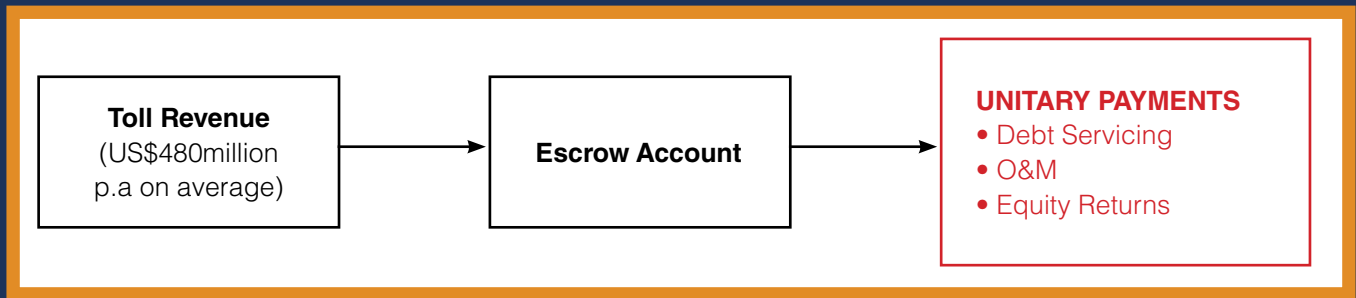 Toll Revenue
(US$480million
p.a on average)
Escrow Account
UNITARY PAYMENTS
• Debt Servicing
• O&M
• Equity Returns